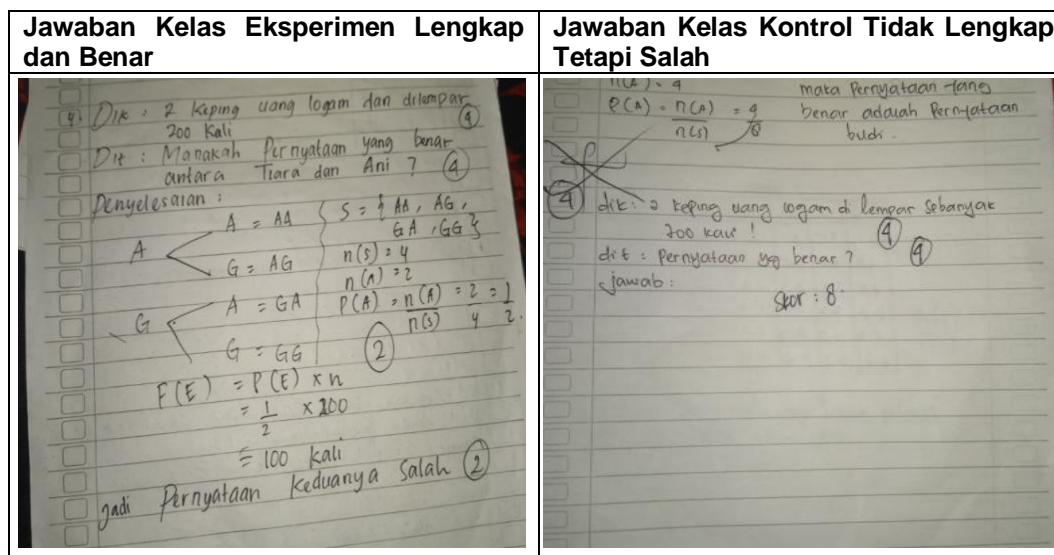 Jawaban Kelas Eksperimen Lengkap
dan Benar
4) Dik : 2 Keping uang logam dan dilempar
200 Kali
4
Dit : Manakah Pernyataan yang benar
antara Tiara dan Ani ? 4
Penyelesaian :
A
A = AA
G = AG
G
A = GA
G = GG
S = { AA, AG,
GA, GG }
n(s) = 4
n(A) = 2
P(A) = n(A) = 2 = 1
n(s) 4 2.
2
F(E) = P(E) x n
= 1 x 200
2
= 100 Kali
jadi Pernyataan Keduanya Salah 2
Jawaban Kelas Kontrol Tidak Lengkap
Tetapi Salah
n(A) = 4
P(A) = n(A) = 4
n(s) 8
maka Pernyataan yang
benar adalah Pernyataan
budi.
4 dik : 2 keping uang logam di lempar sebanyak
200 kali !
4
dit : Pernyataan yg benar ? 4
jawab :
Skor : 8.